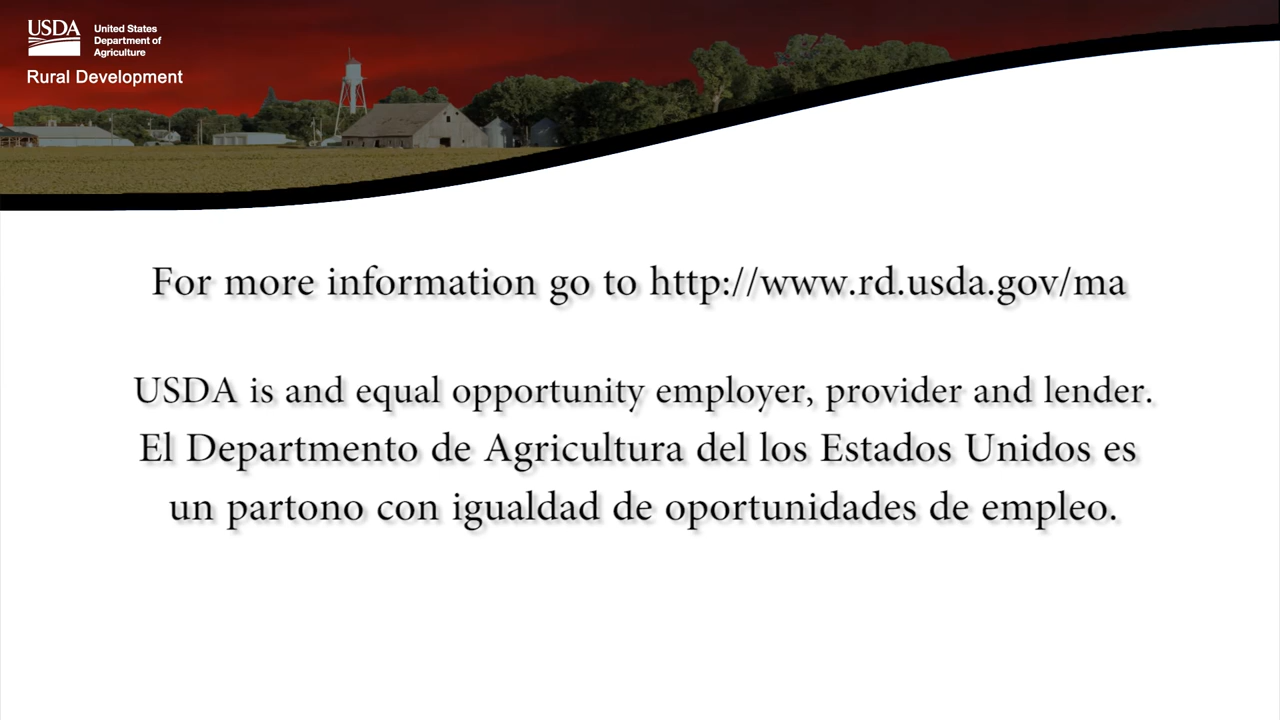 USDA
United States
Department of
Agriculture
Rural Development
For more information go to http://www.rd.usda.gov/ma
USDA is and equal opportunity employer, provider and lender.
El Departmento de Agricultura del los Estados Unidos es
un partono con igualdad de oportunidades de empleo.